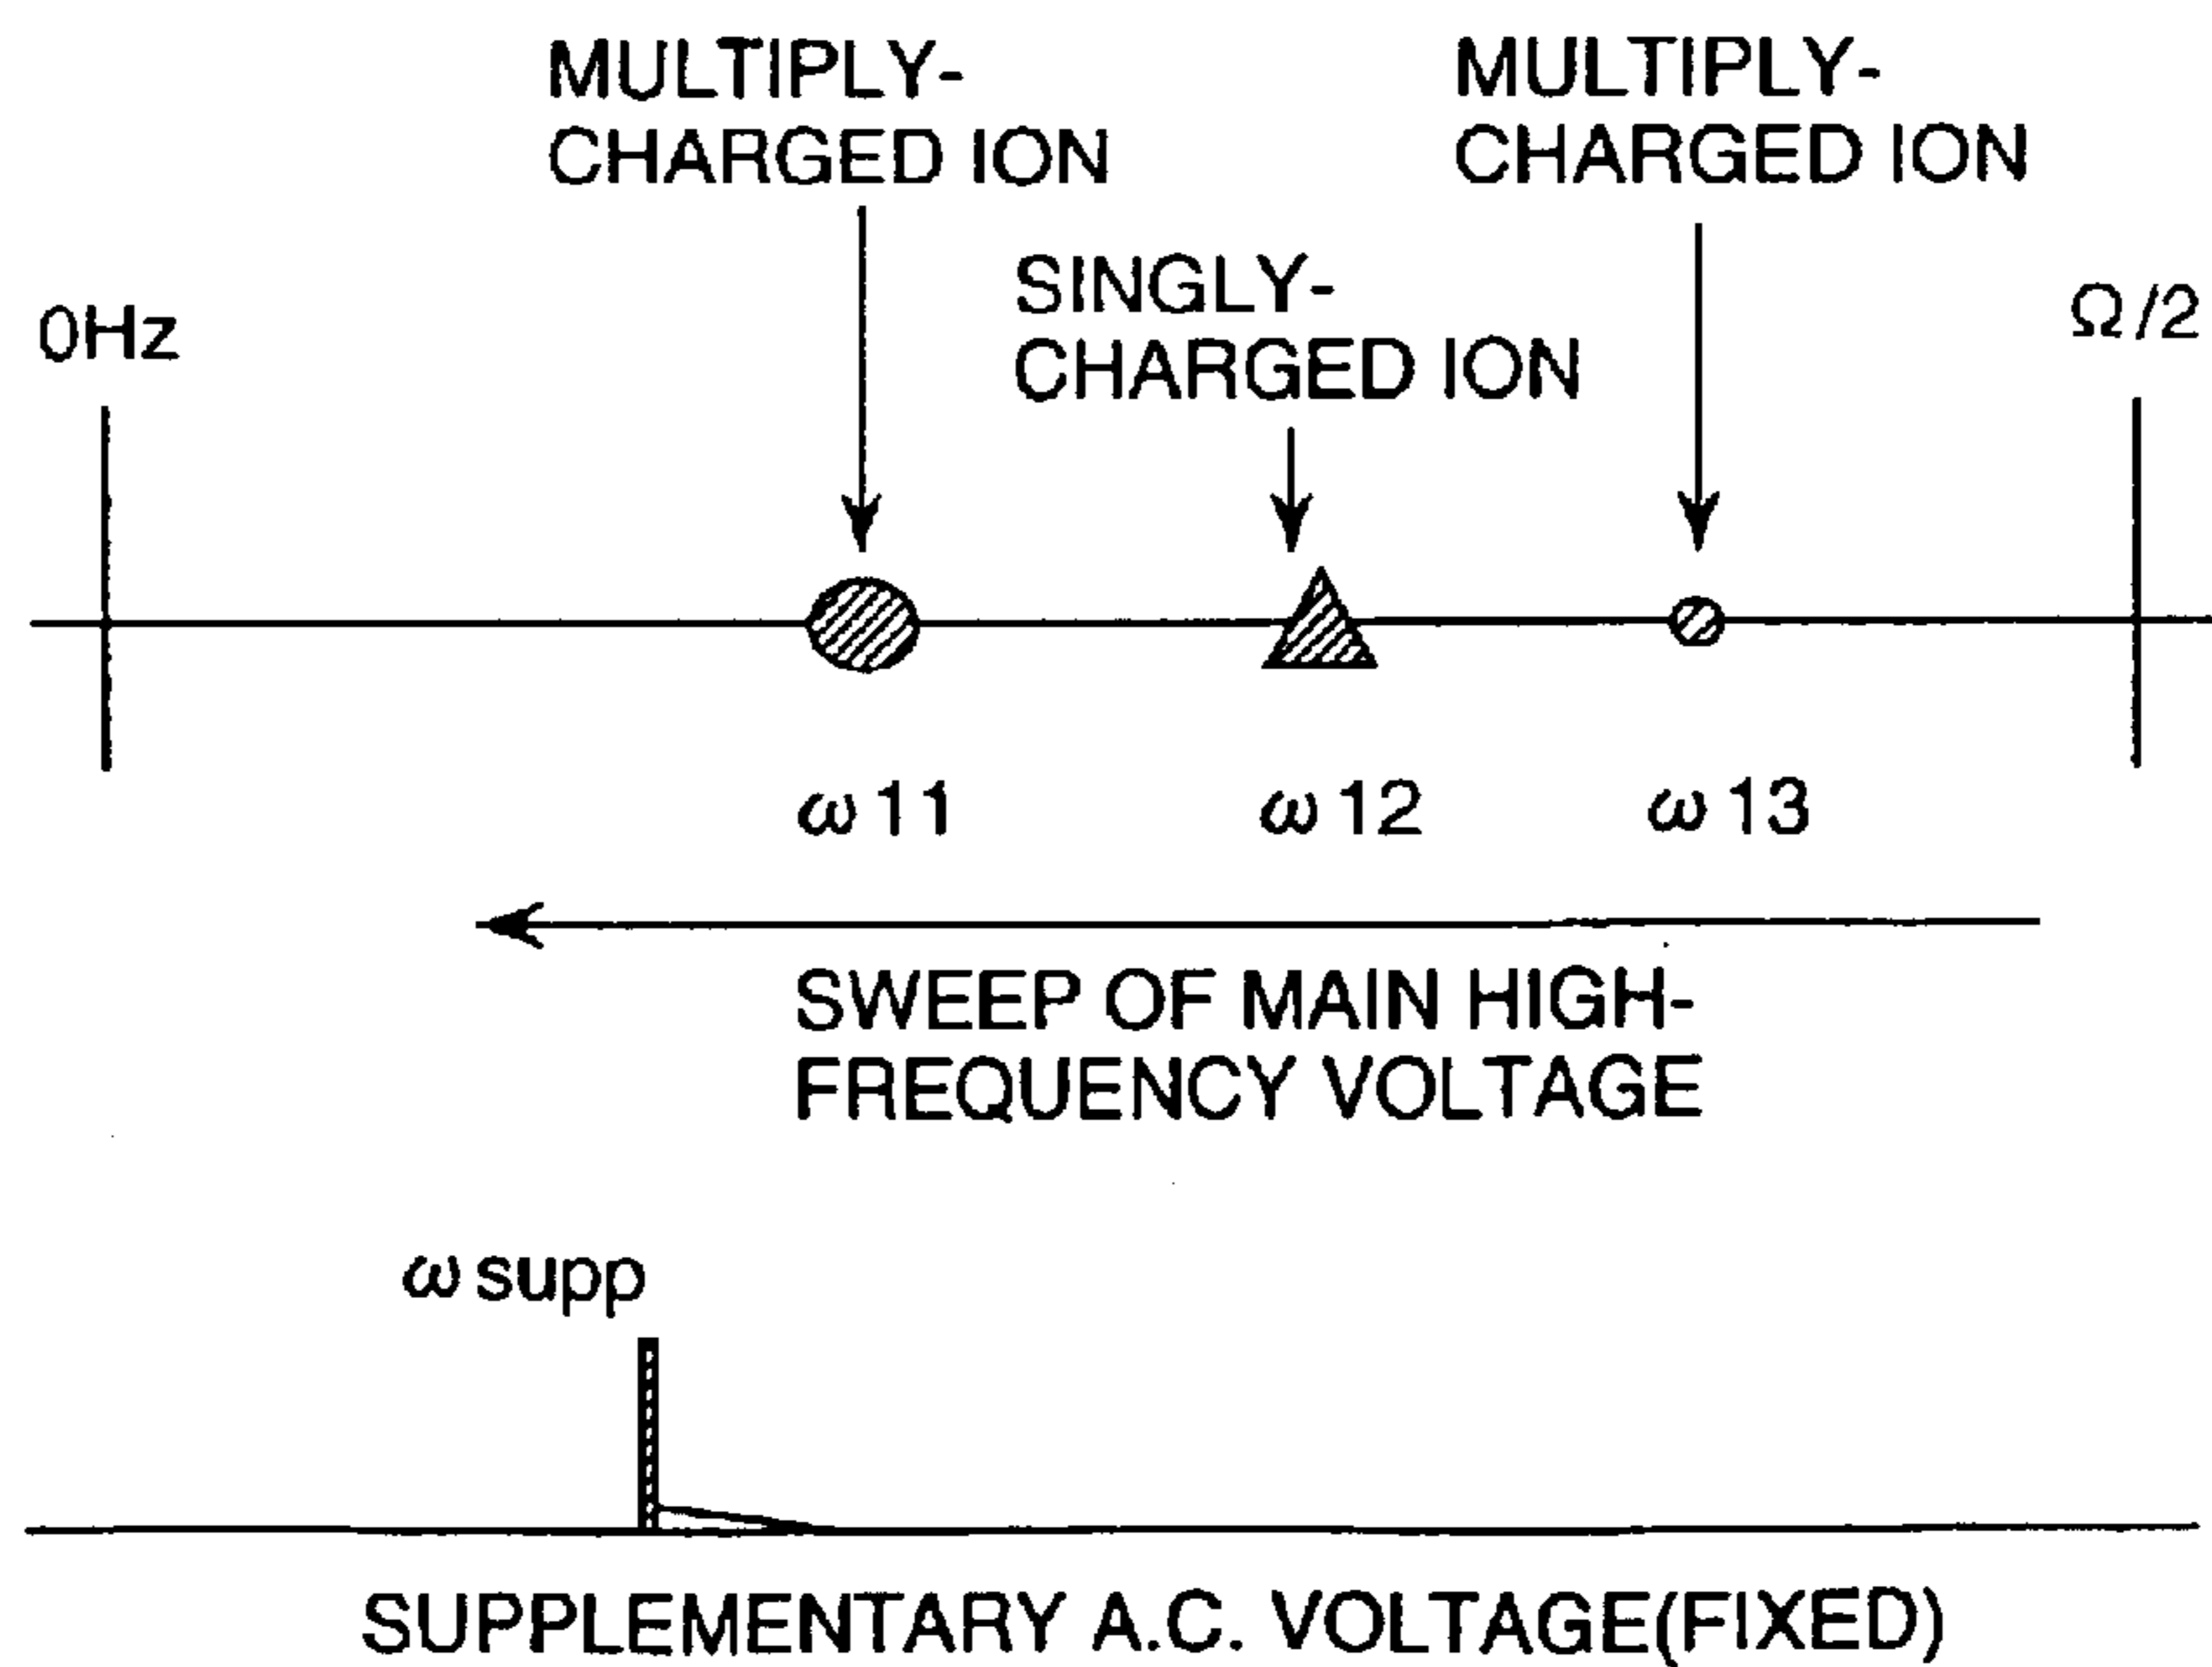 MULTIPLY-
CHARGED ION
MULTIPLY-
CHARGED ION
SINGLY-
CHARGED ION
0Hz
Ω/2
ω11
ω12
ω13
SWEEP OF MAIN HIGH-
FREQUENCY VOLTAGE
ωsupp
SUPPLEMENTARY A.C. VOLTAGE(FIXED)